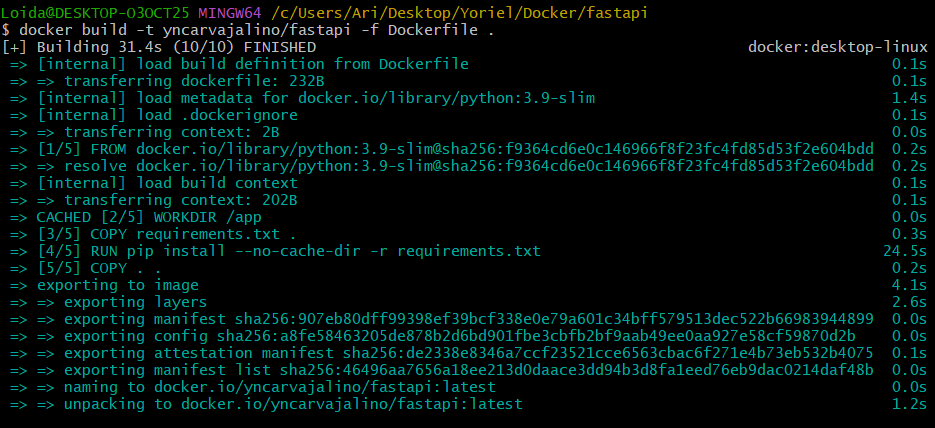 Loida@DESKTOP-O3OCT25 MINGW64 /c/Users/Ari/Desktop/Yoriel/Docker/fastapi
$ docker build -t yncarvajalino/fastapi -f Dockerfile .
[+] Building 31.4s (10/10) FINISHED docker:desktop-linux
=> [internal] load build definition from Dockerfile 0.1s
=> => transferring dockerfile: 232B 0.1s
=> [internal] load metadata for docker.io/library/python:3.9-slim 1.4s
=> [internal] load .dockerignore 0.1s
=> => transferring context: 2B 0.0s
=> [1/5] FROM docker.io/library/python:3.9-slim@sha256:f9364cd6e0c146966f8f23fc4fd85d53f2e604bdd 0.2s
=> => resolve docker.io/library/python:3.9-slim@sha256:f9364cd6e0c146966f8f23fc4fd85d53f2e604bdd 0.2s
=> [internal] load build context 0.1s
=> => transferring context: 202B 0.1s
=> CACHED [2/5] WORKDIR /app 0.0s
=> [3/5] COPY requirements.txt . 0.3s
=> [4/5] RUN pip install --no-cache-dir -r requirements.txt 24.5s
=> [5/5] COPY . . 0.2s
=> exporting to image 4.1s
=> => exporting layers 2.6s
=> => exporting manifest sha256:907eb80dff99398ef39bcf338e0e79a601c34bff579513dec522b66983944899 0.0s
=> => exporting config sha256:a8fe58463205de878b2d6bd901fbe3cbfb2bf9aab49ee0aa927e58cf59870d2b 0.0s
=> => exporting attestation manifest sha256:de2338e8346a7ccf23521cce6563cbac6f271e4b73eb532b4075 0.1s
=> => exporting manifest list sha256:46496aa7656a18ee213d0daace3dd94b3d8fa1eed76eb9dac0214daf48b 0.0s
=> => naming to docker.io/yncarvajalino/fastapi:latest 0.0s
=> => unpacking to docker.io/yncarvajalino/fastapi:latest 1.2s